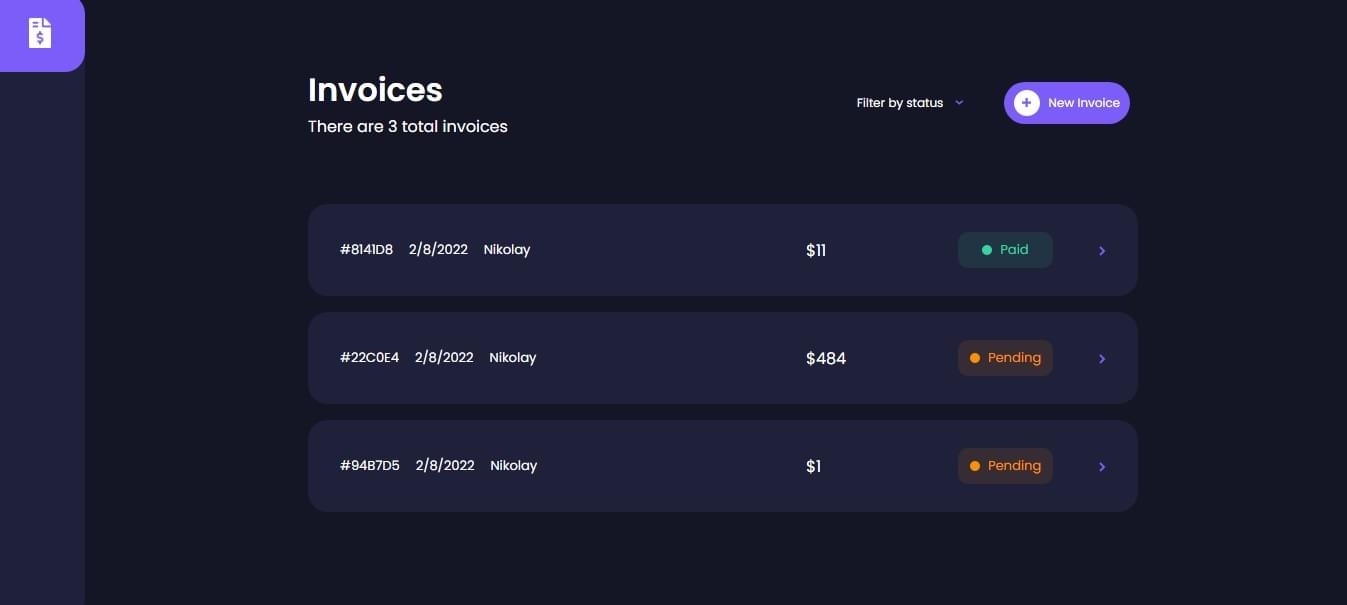 $
Invoices
There are 3 total invoices
Filter by status
New Invoice
#8141D8 2/8/2022 Nikolay $11 Paid
#22C0E4 2/8/2022 Nikolay $484 Pending
#94B7D5 2/8/2022 Nikolay $1 Pending